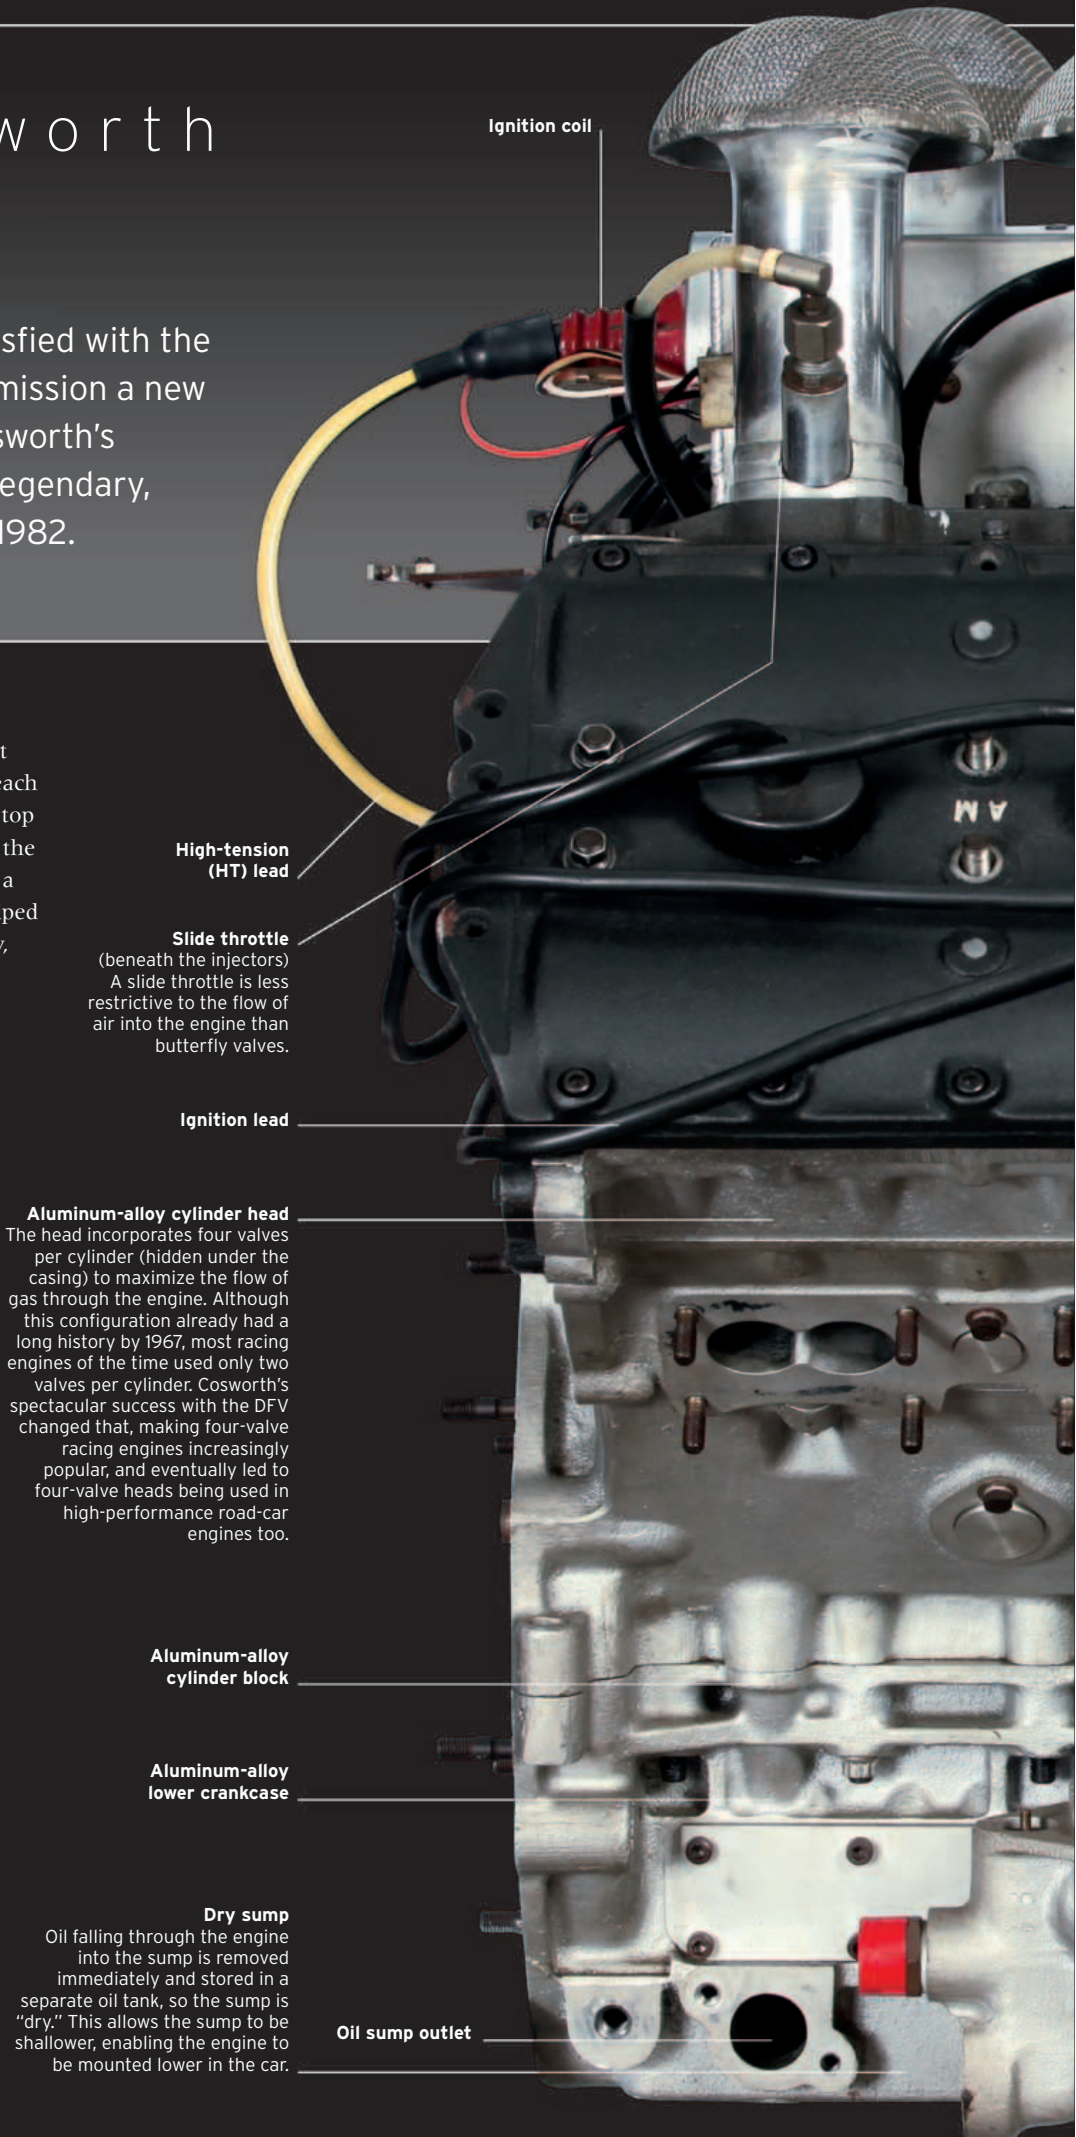 worth
Ignition coil
sfied with the
mission a new
sworth's
egendary,
1982.
t
each
top
the
a
ped
y,
High-tension
(HT) lead
Slide throttle
(beneath the injectors)
A slide throttle is less
restrictive to the flow of
air into the engine than
butterfly valves.
Ignition lead
Aluminum-alloy cylinder head
The head incorporates four valves
per cylinder (hidden under the
casing) to maximize the flow of
gas through the engine. Although
this configuration already had a
long history by 1967, most racing
engines of the time used only two
valves per cylinder. Cosworth's
spectacular success with the DFV
changed that, making four-valve
racing engines increasingly
popular, and eventually led to
four-valve heads being used in
high-performance road-car
engines too.
Aluminum-alloy
cylinder block
Aluminum-alloy
lower crankcase
Dry sump
Oil falling through the engine
into the sump is removed
immediately and stored in a
separate oil tank, so the sump is
“dry.” This allows the sump to be
shallower, enabling the engine to
be mounted lower in the car.
Oil sump outlet